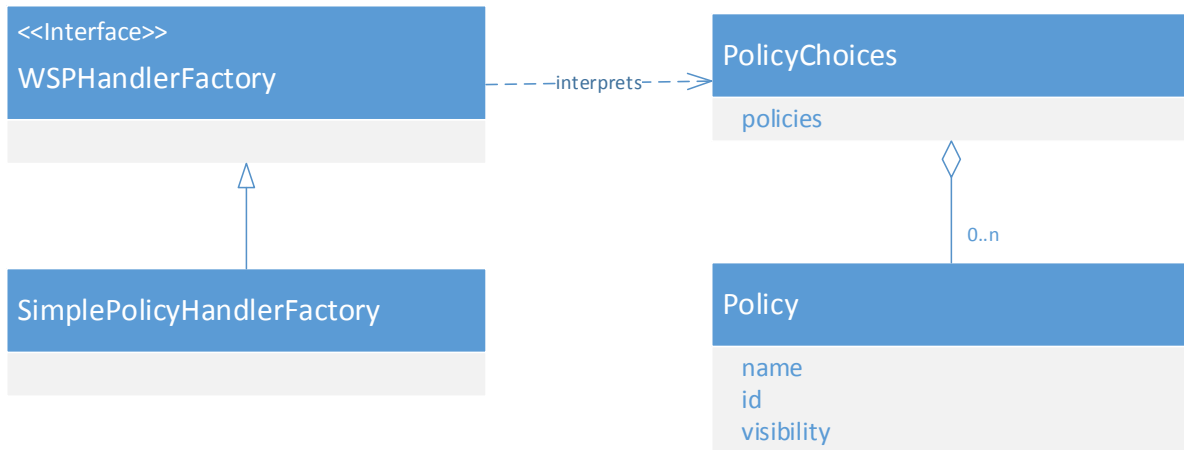 <<Interface>>
WSPHandlerFactory
interprets
PolicyChoices
policies
0..n
SimplePolicyHandlerFactory
Policy
name
id
visibility